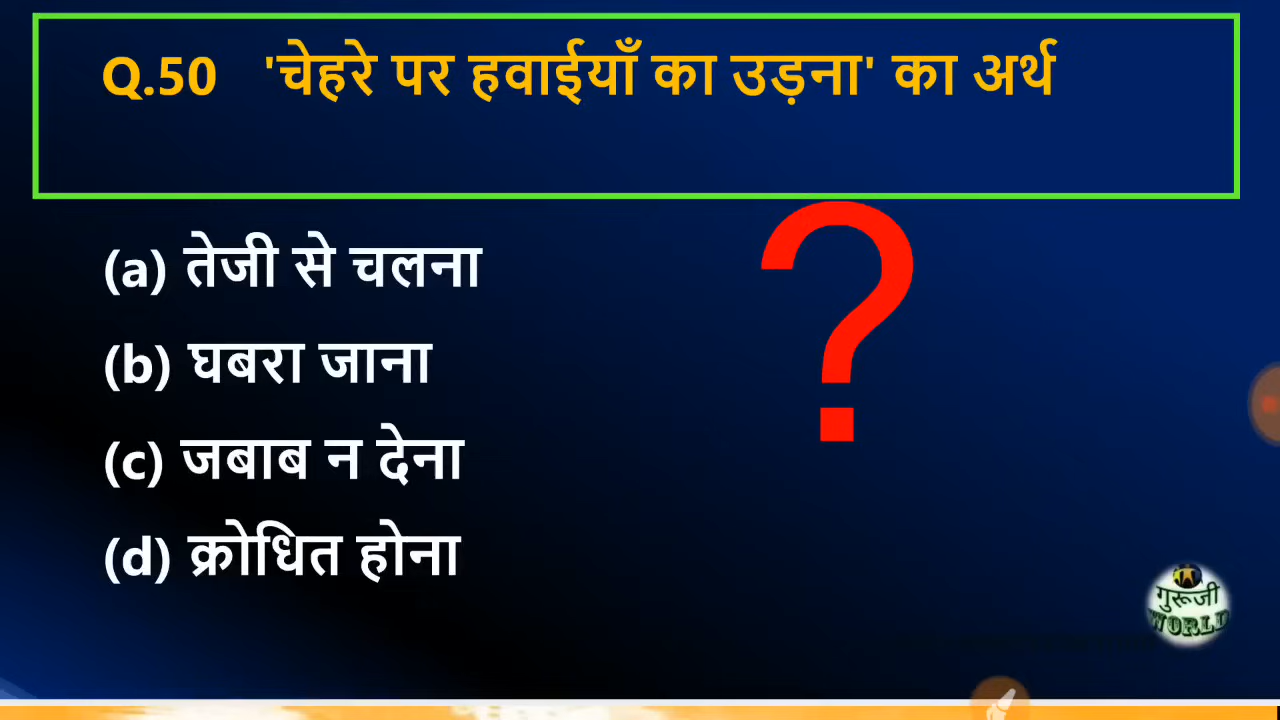 Q.50 'चेहरे पर हवाईयाँ का उड़ना' का अर्थ
?
(a) तेजी से चलना
(b) घबरा जाना
(c) जबाब न देना
(d) क्रोधित होना
गुरूजी
WORLD